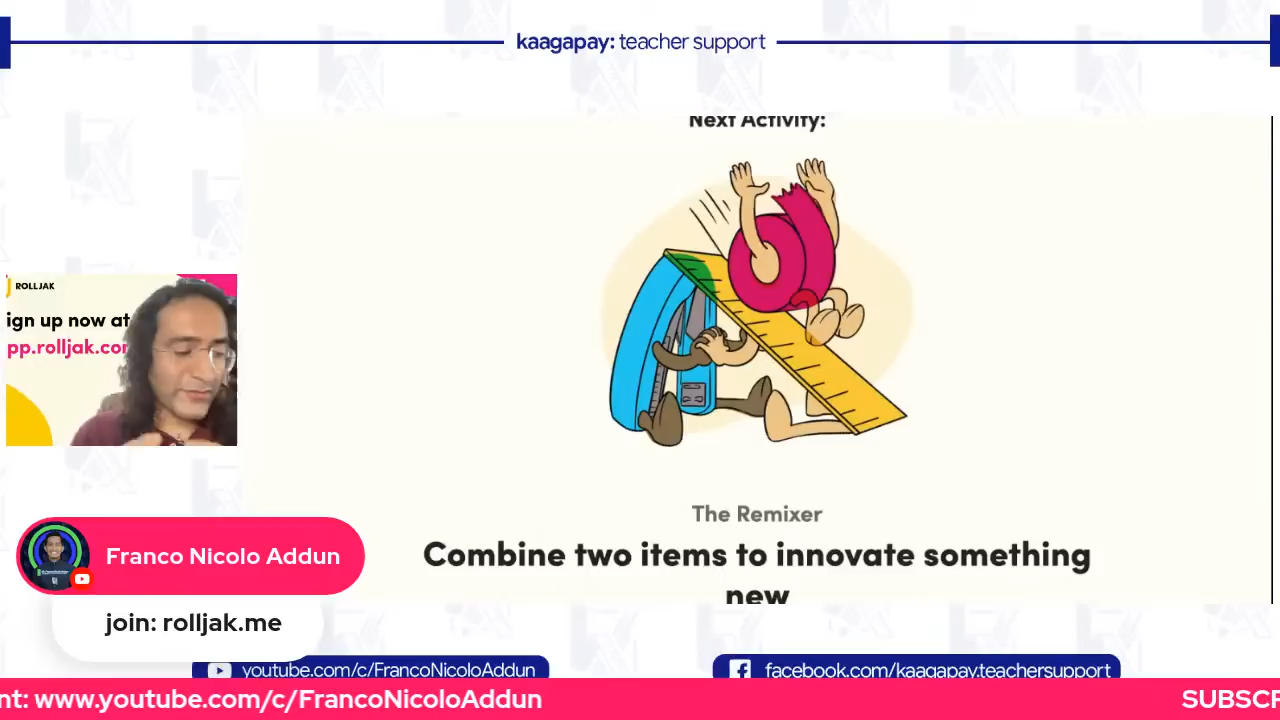 kaagapay: teacher support
Next Activity:
ROLLJAK
ign up now at
pp.rolljak.com
The Remixer
Combine two items to innovate something
new
Franco Nicolo Addun
join: rolljak.me
youtube.com/c/FrancoNicoloAddun
facebook.com/kaagapay.teachersupport
nt: www.youtube.com/c/FrancoNicoloAddun
SUBSCR